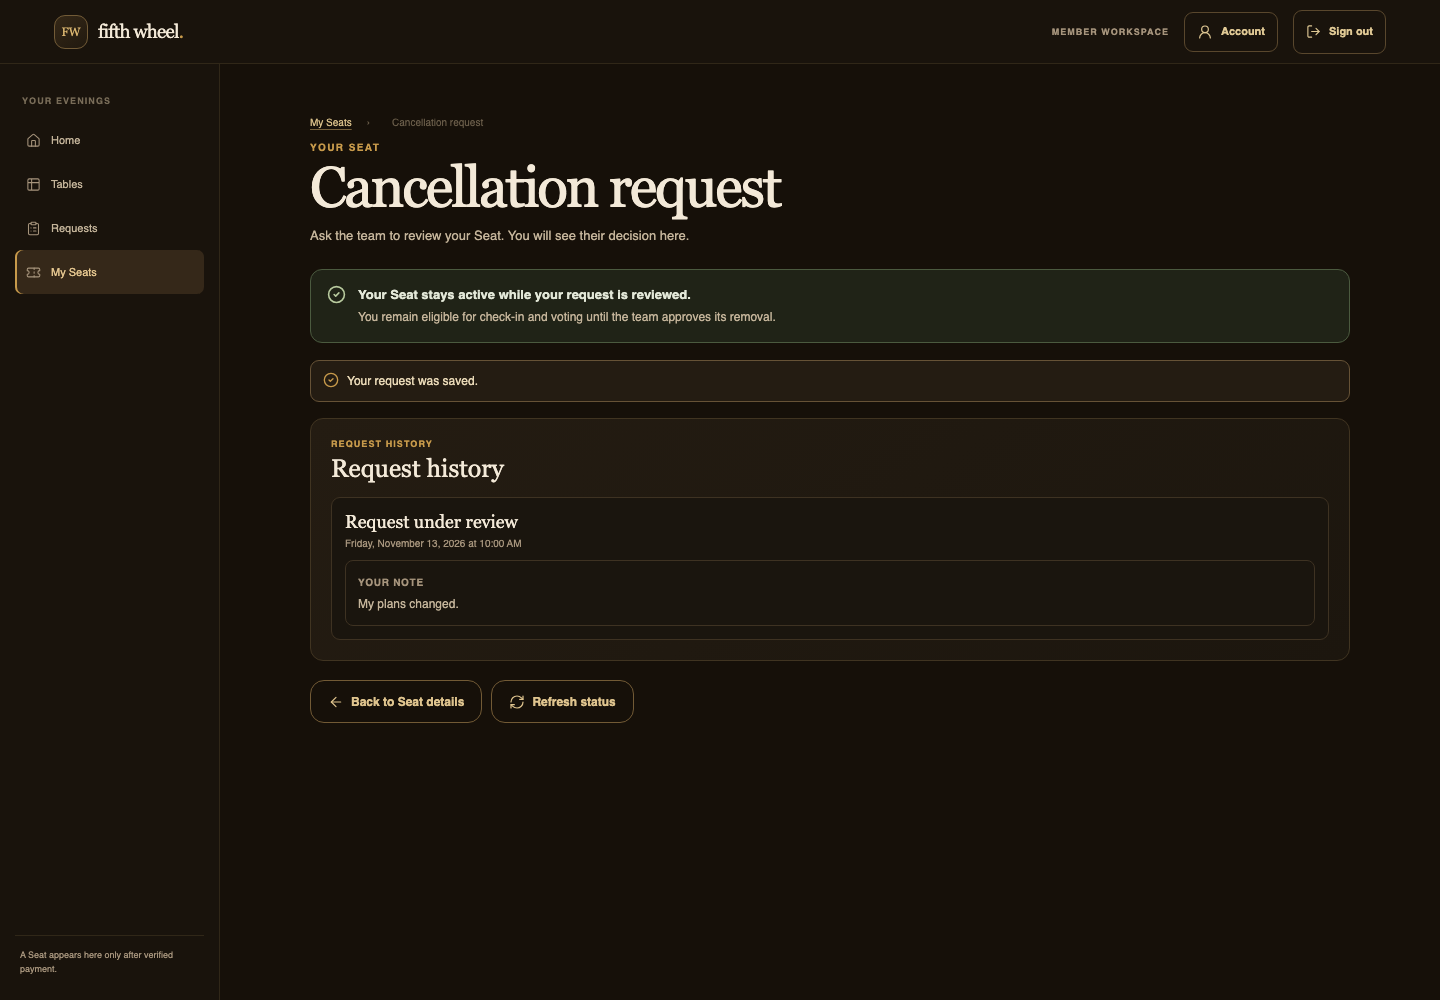 FW
fifth wheel.
MEMBER WORKSPACE
Account
Sign out
YOUR EVENINGS
Home
Tables
Requests
My Seats
A Seat appears here only after verified
payment.
My Seats › Cancellation request
YOUR SEAT
Cancellation request
Ask the team to review your Seat. You will see their decision here.
Your Seat stays active while your request is reviewed.
You remain eligible for check-in and voting until the team approves its removal.
Your request was saved.
REQUEST HISTORY
Request history
Request under review
Friday, November 13, 2026 at 10:00 AM
YOUR NOTE
My plans changed.
Back to Seat details
Refresh status